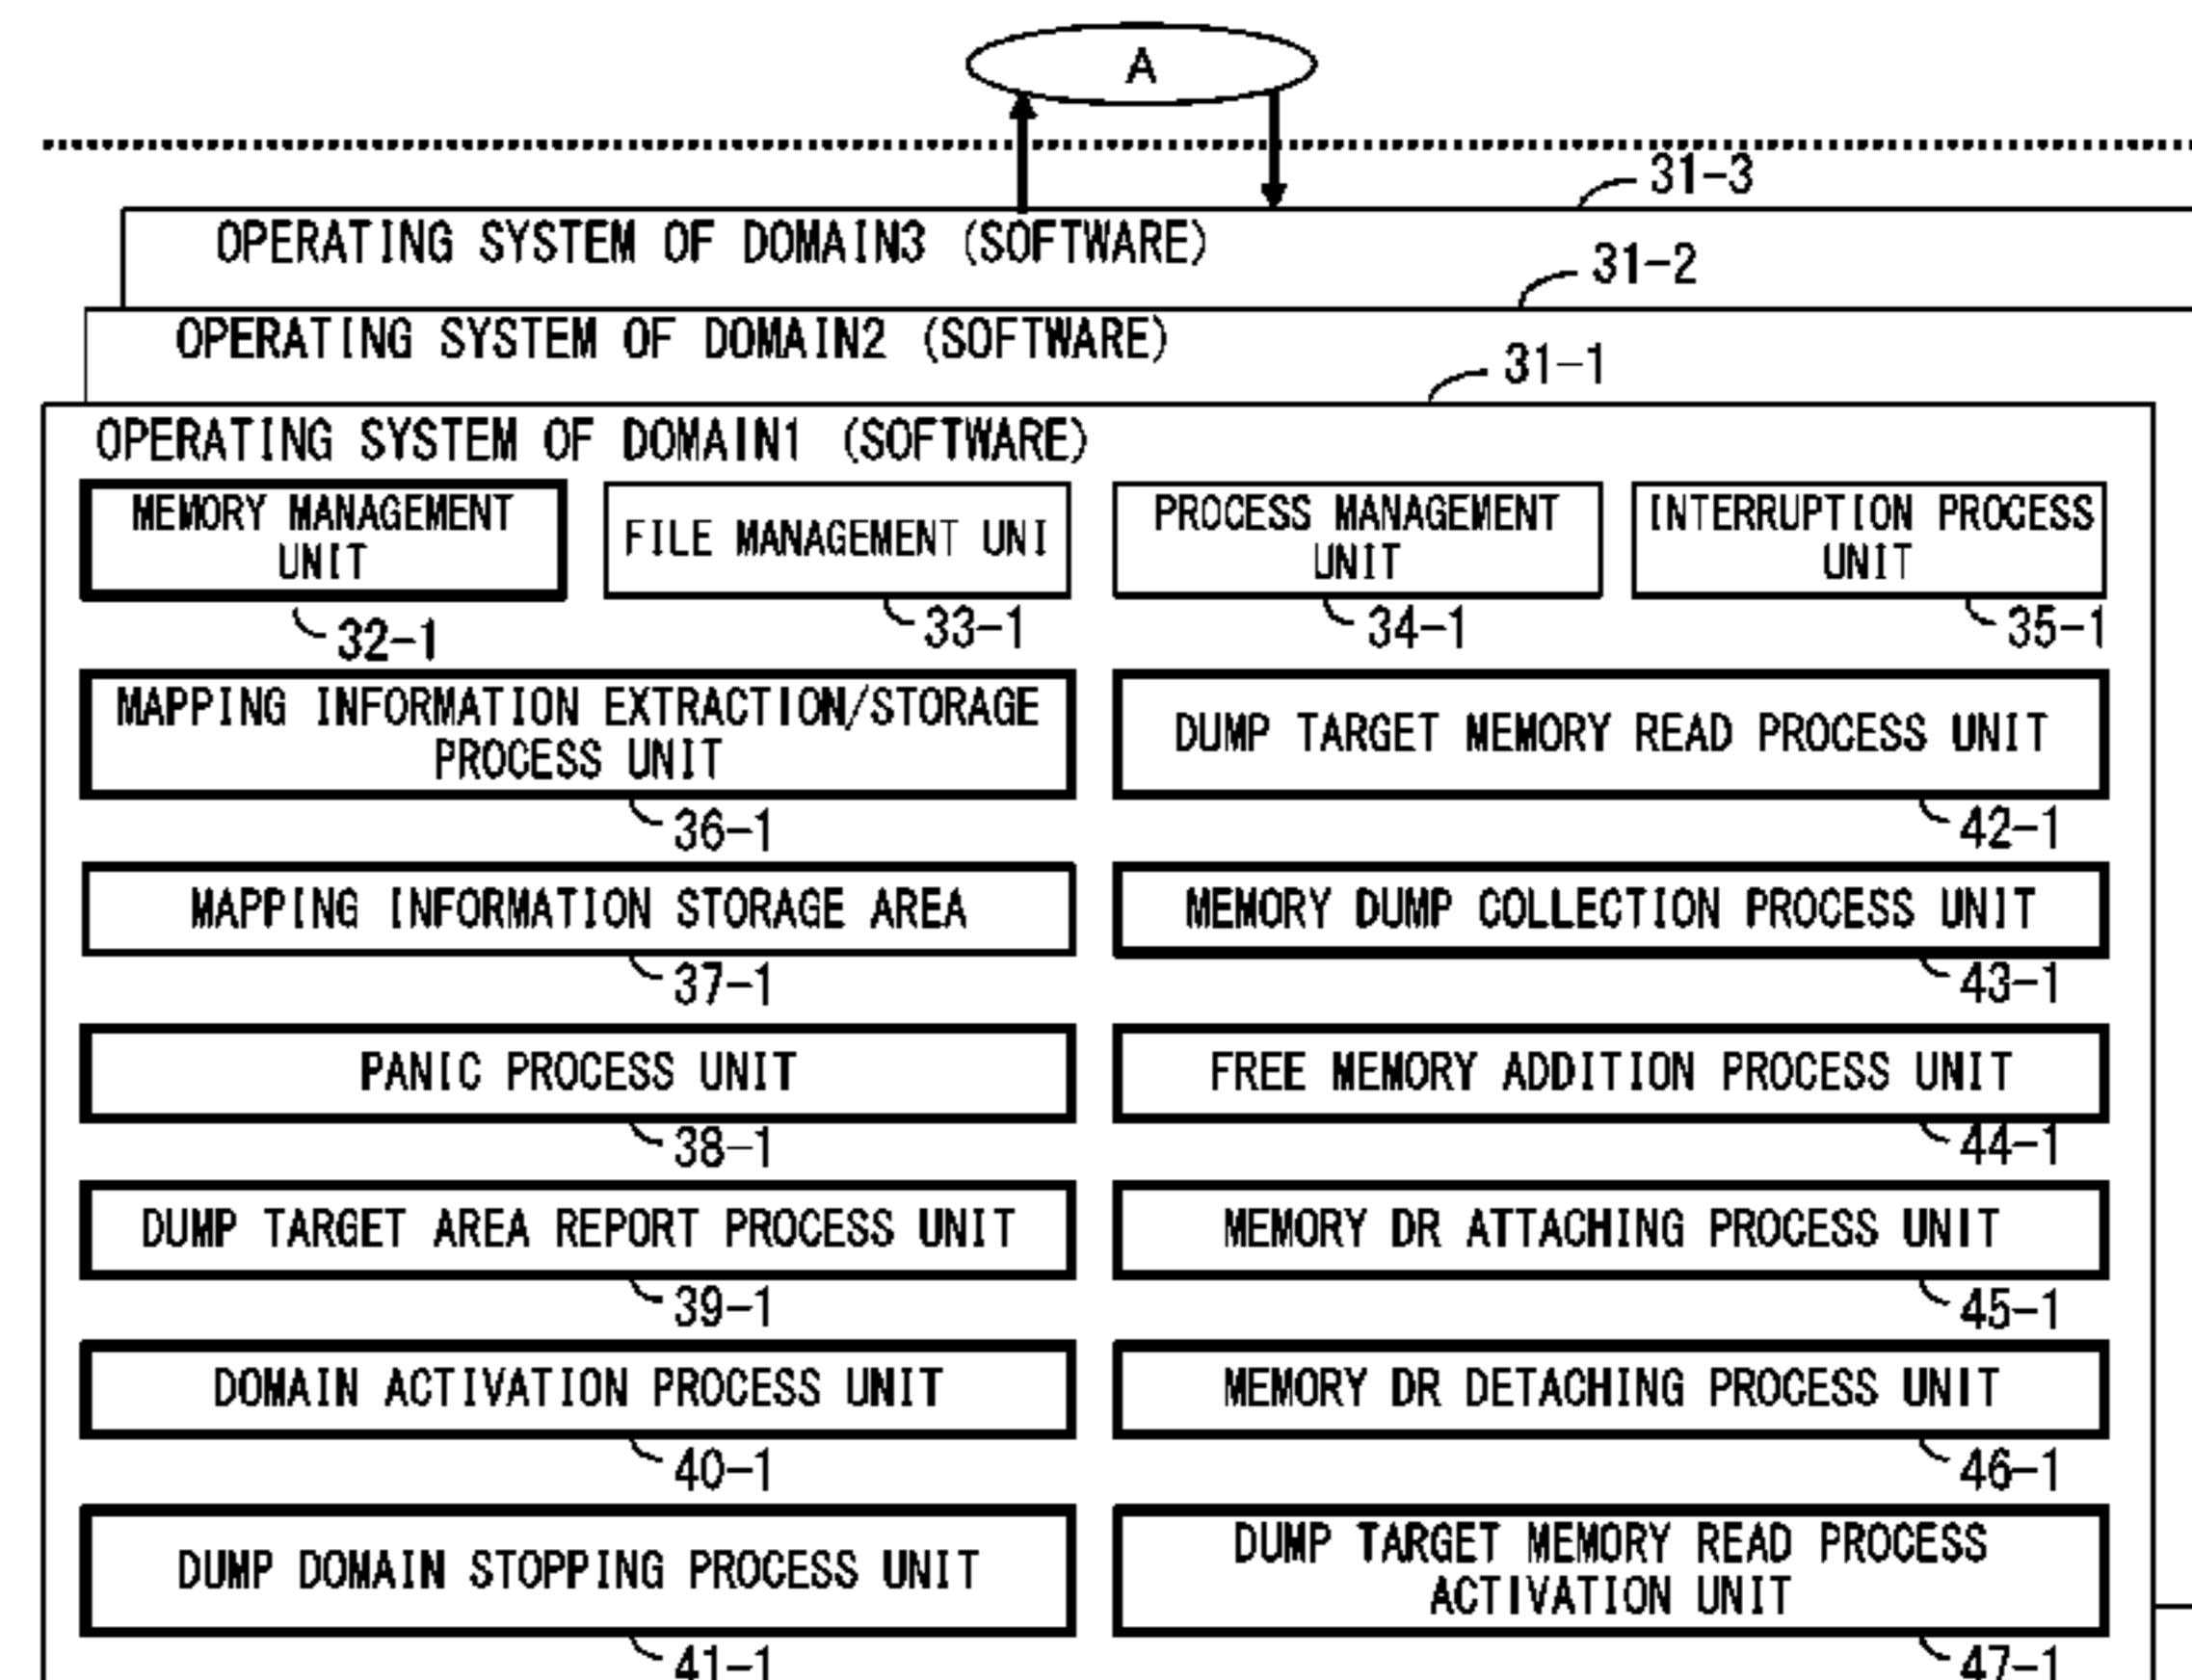 A
31-3
OPERATING SYSTEM OF DOMAIN3 (SOFTWARE)
31-2
OPERATING SYSTEM OF DOMAIN2 (SOFTWARE)
31-1
OPERATING SYSTEM OF DOMAIN1 (SOFTWARE)
MEMORY MANAGEMENT
UNIT
32-1
FILE MANAGEMENT UNI
33-1
PROCESS MANAGEMENT
UNIT
34-1
INTERRUPTION PROCESS
UNIT
35-1
MAPPING INFORMATION EXTRACTION/STORAGE
PROCESS UNIT
36-1
DUMP TARGET MEMORY READ PROCESS UNIT
42-1
MAPPING INFORMATION STORAGE AREA
37-1
MEMORY DUMP COLLECTION PROCESS UNIT
43-1
PANIC PROCESS UNIT
38-1
FREE MEMORY ADDITION PROCESS UNIT
44-1
DUMP TARGET AREA REPORT PROCESS UNIT
39-1
MEMORY DR ATTACHING PROCESS UNIT
45-1
DOMAIN ACTIVATION PROCESS UNIT
40-1
MEMORY DR DETACHING PROCESS UNIT
46-1
DUMP DOMAIN STOPPING PROCESS UNIT
41-1
DUMP TARGET MEMORY READ PROCESS
ACTIVATION UNIT
47-1